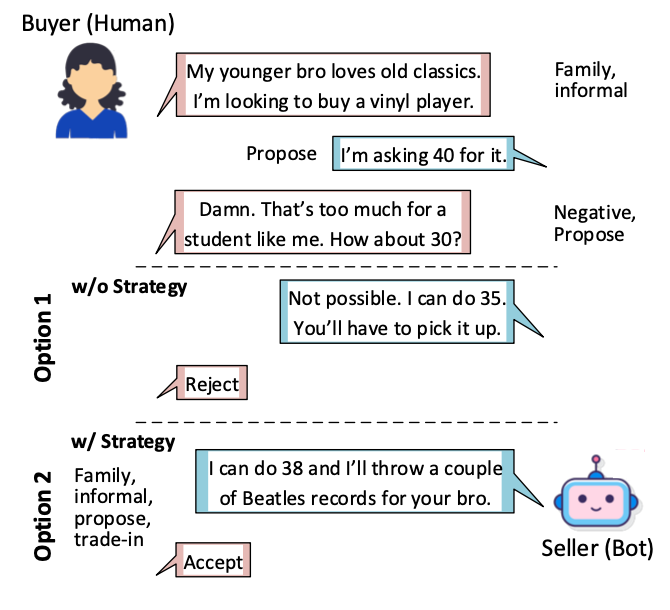 Buyer (Human)
My younger bro loves old classics.
I'm looking to buy a vinyl player.
Family,
informal
Propose
I'm asking 40 for it.
Damn. That's too much for a
student like me. How about 30?
Negative,
Propose
Option 1
w/o Strategy
Not possible. I can do 35.
You'll have to pick it up.
Reject
Option 2
w/ Strategy
Family,
informal,
propose,
trade-in
I can do 38 and I'll throw a couple
of Beatles records for your bro.
Accept
Seller (Bot)